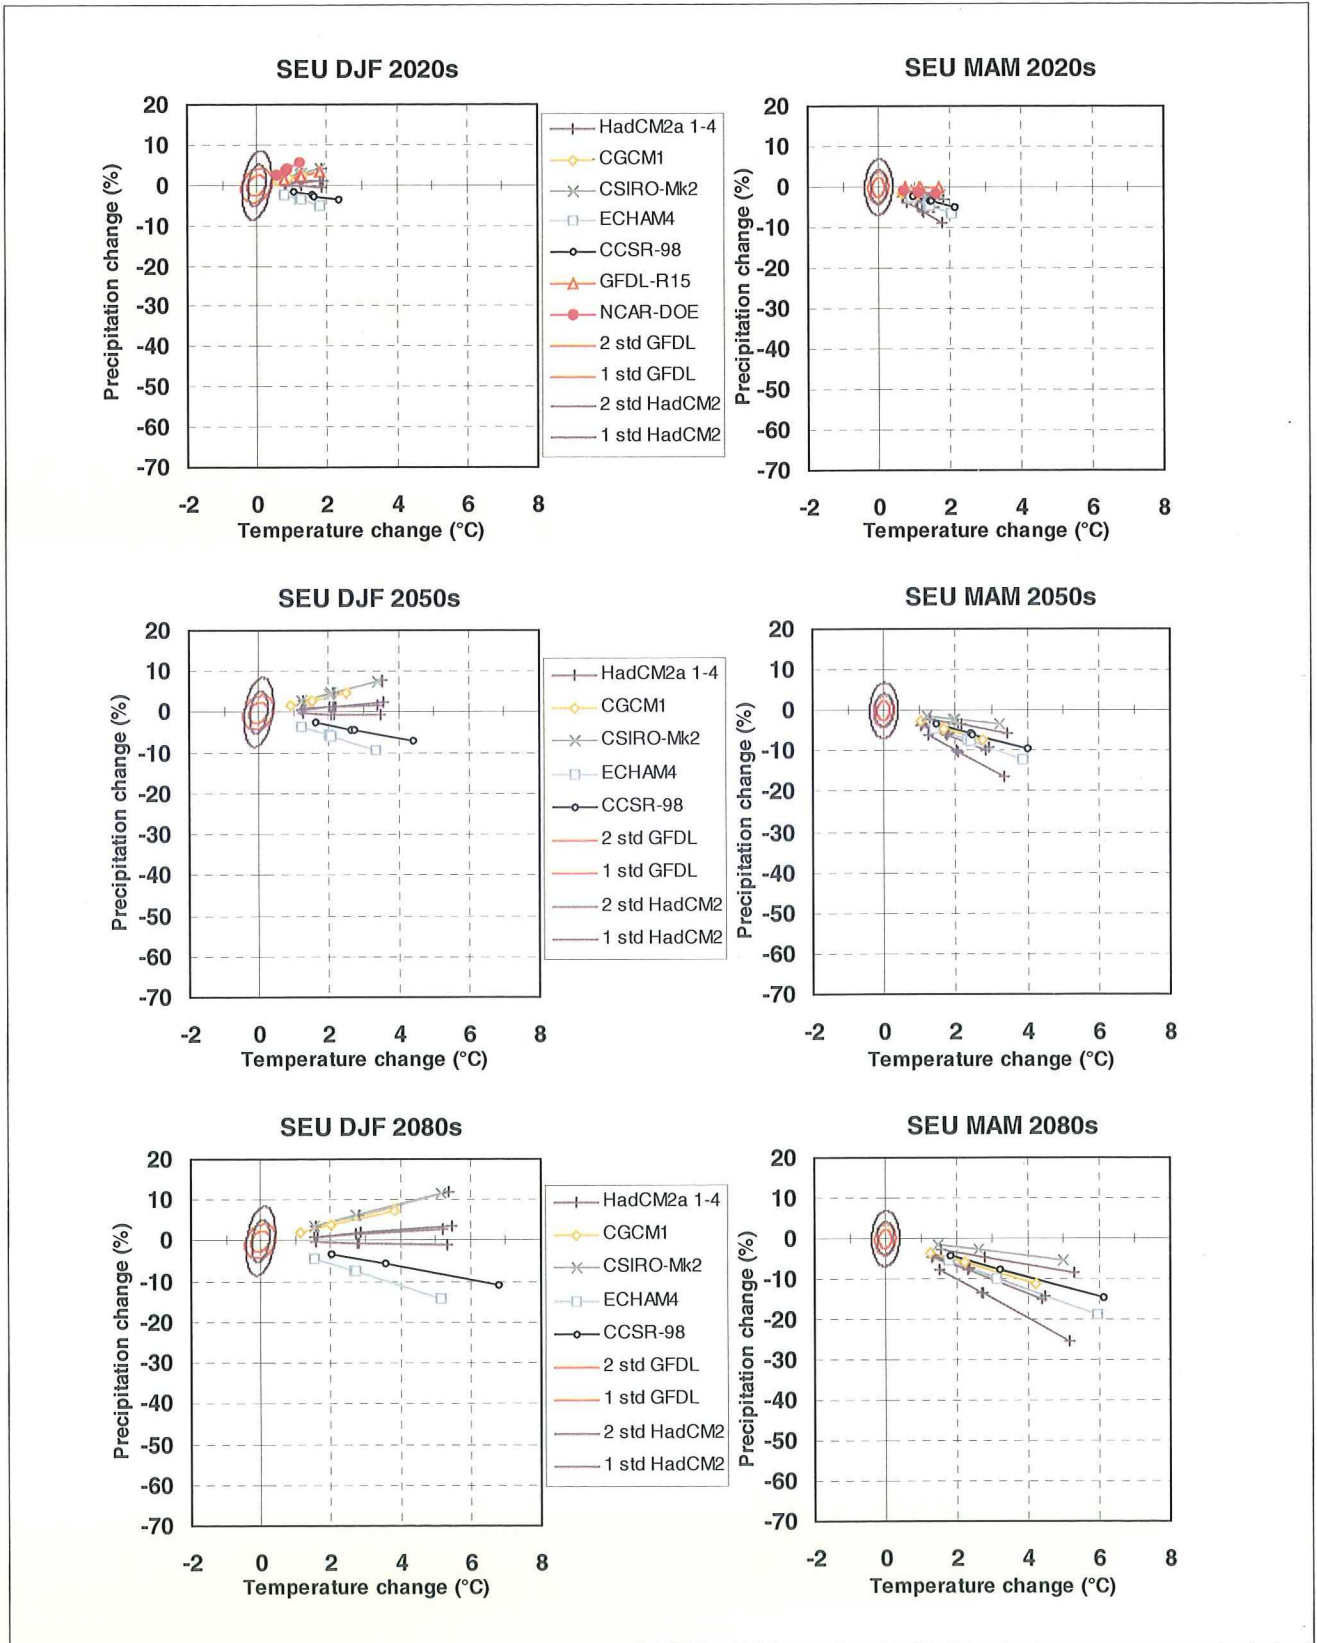 SEU DJF 2020s
20
10
0
-10
-20
-30
-40
-50
-60
-70
-2 0 2 4 6 8
Precipitation change (%)
Temperature change (°C)
HadCM2a 1-4
CGCM1
CSIRO-Mk2
ECHAM4
CCSR-98
GFDL-R15
NCAR-DOE
2 std GFDL
1 std GFDL
2 std HadCM2
1 std HadCM2
SEU MAM 2020s
20
10
0
-10
-20
-30
-40
-50
-60
-70
-2 0 2 4 6 8
Precipitation change (%)
Temperature change (°C)
SEU DJF 2050s
20
10
0
-10
-20
-30
-40
-50
-60
-70
-2 0 2 4 6 8
Precipitation change (%)
Temperature change (°C)
HadCM2a 1-4
CGCM1
CSIRO-Mk2
ECHAM4
CCSR-98
2 std GFDL
1 std GFDL
2 std HadCM2
1 std HadCM2
SEU MAM 2050s
20
10
0
-10
-20
-30
-40
-50
-60
-70
-2 0 2 4 6 8
Precipitation change (%)
Temperature change (°C)
SEU DJF 2080s
20
10
0
-10
-20
-30
-40
-50
-60
-70
-2 0 2 4 6 8
Precipitation change (%)
Temperature change (°C)
HadCM2a 1-4
CGCM1
CSIRO-Mk2
ECHAM4
CCSR-98
2 std GFDL
1 std GFDL
2 std HadCM2
1 std HadCM2
SEU MAM 2080s
20
10
0
-10
-20
-30
-40
-50
-60
-70
-2 0 2 4 6 8
Precipitation change (%)
Temperature change (°C)